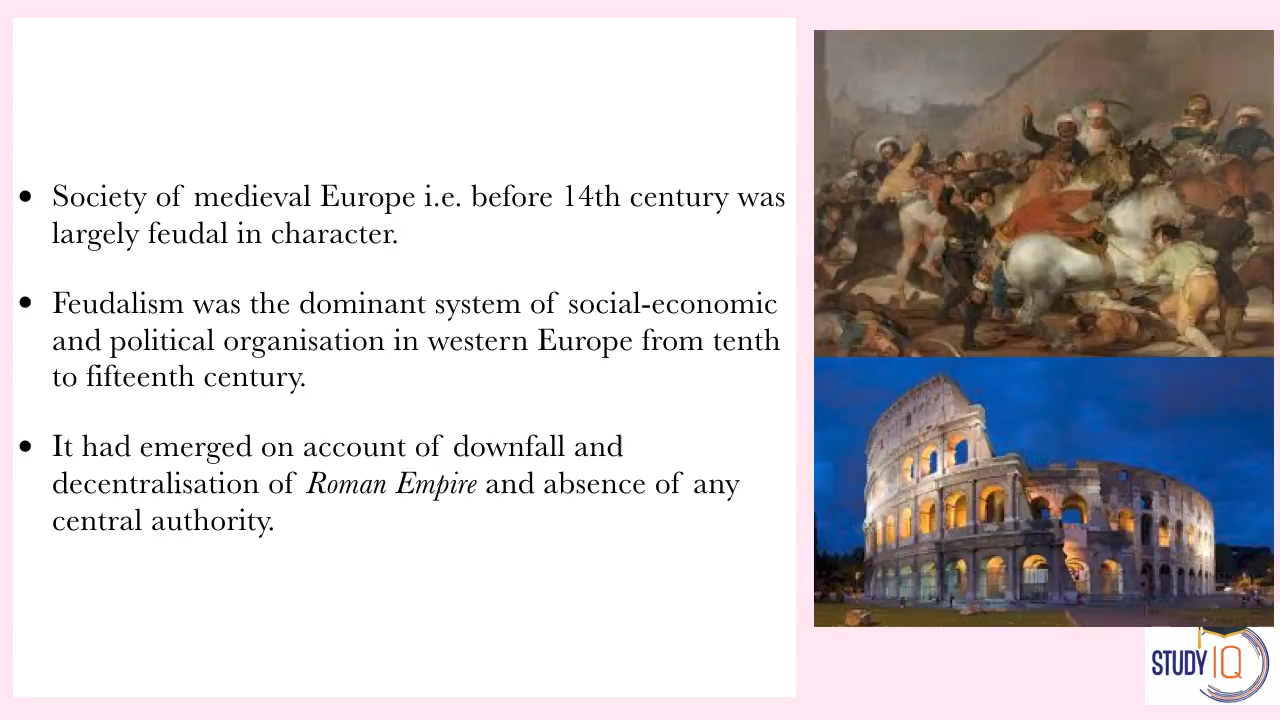 • Society of medieval Europe i.e. before 14th century was
largely feudal in character.
• Feudalism was the dominant system of social-economic
and political organisation in western Europe from tenth
to fifteenth century.
• It had emerged on account of downfall and
decentralisation of Roman Empire and absence of any
central authority.
STUDY IQ